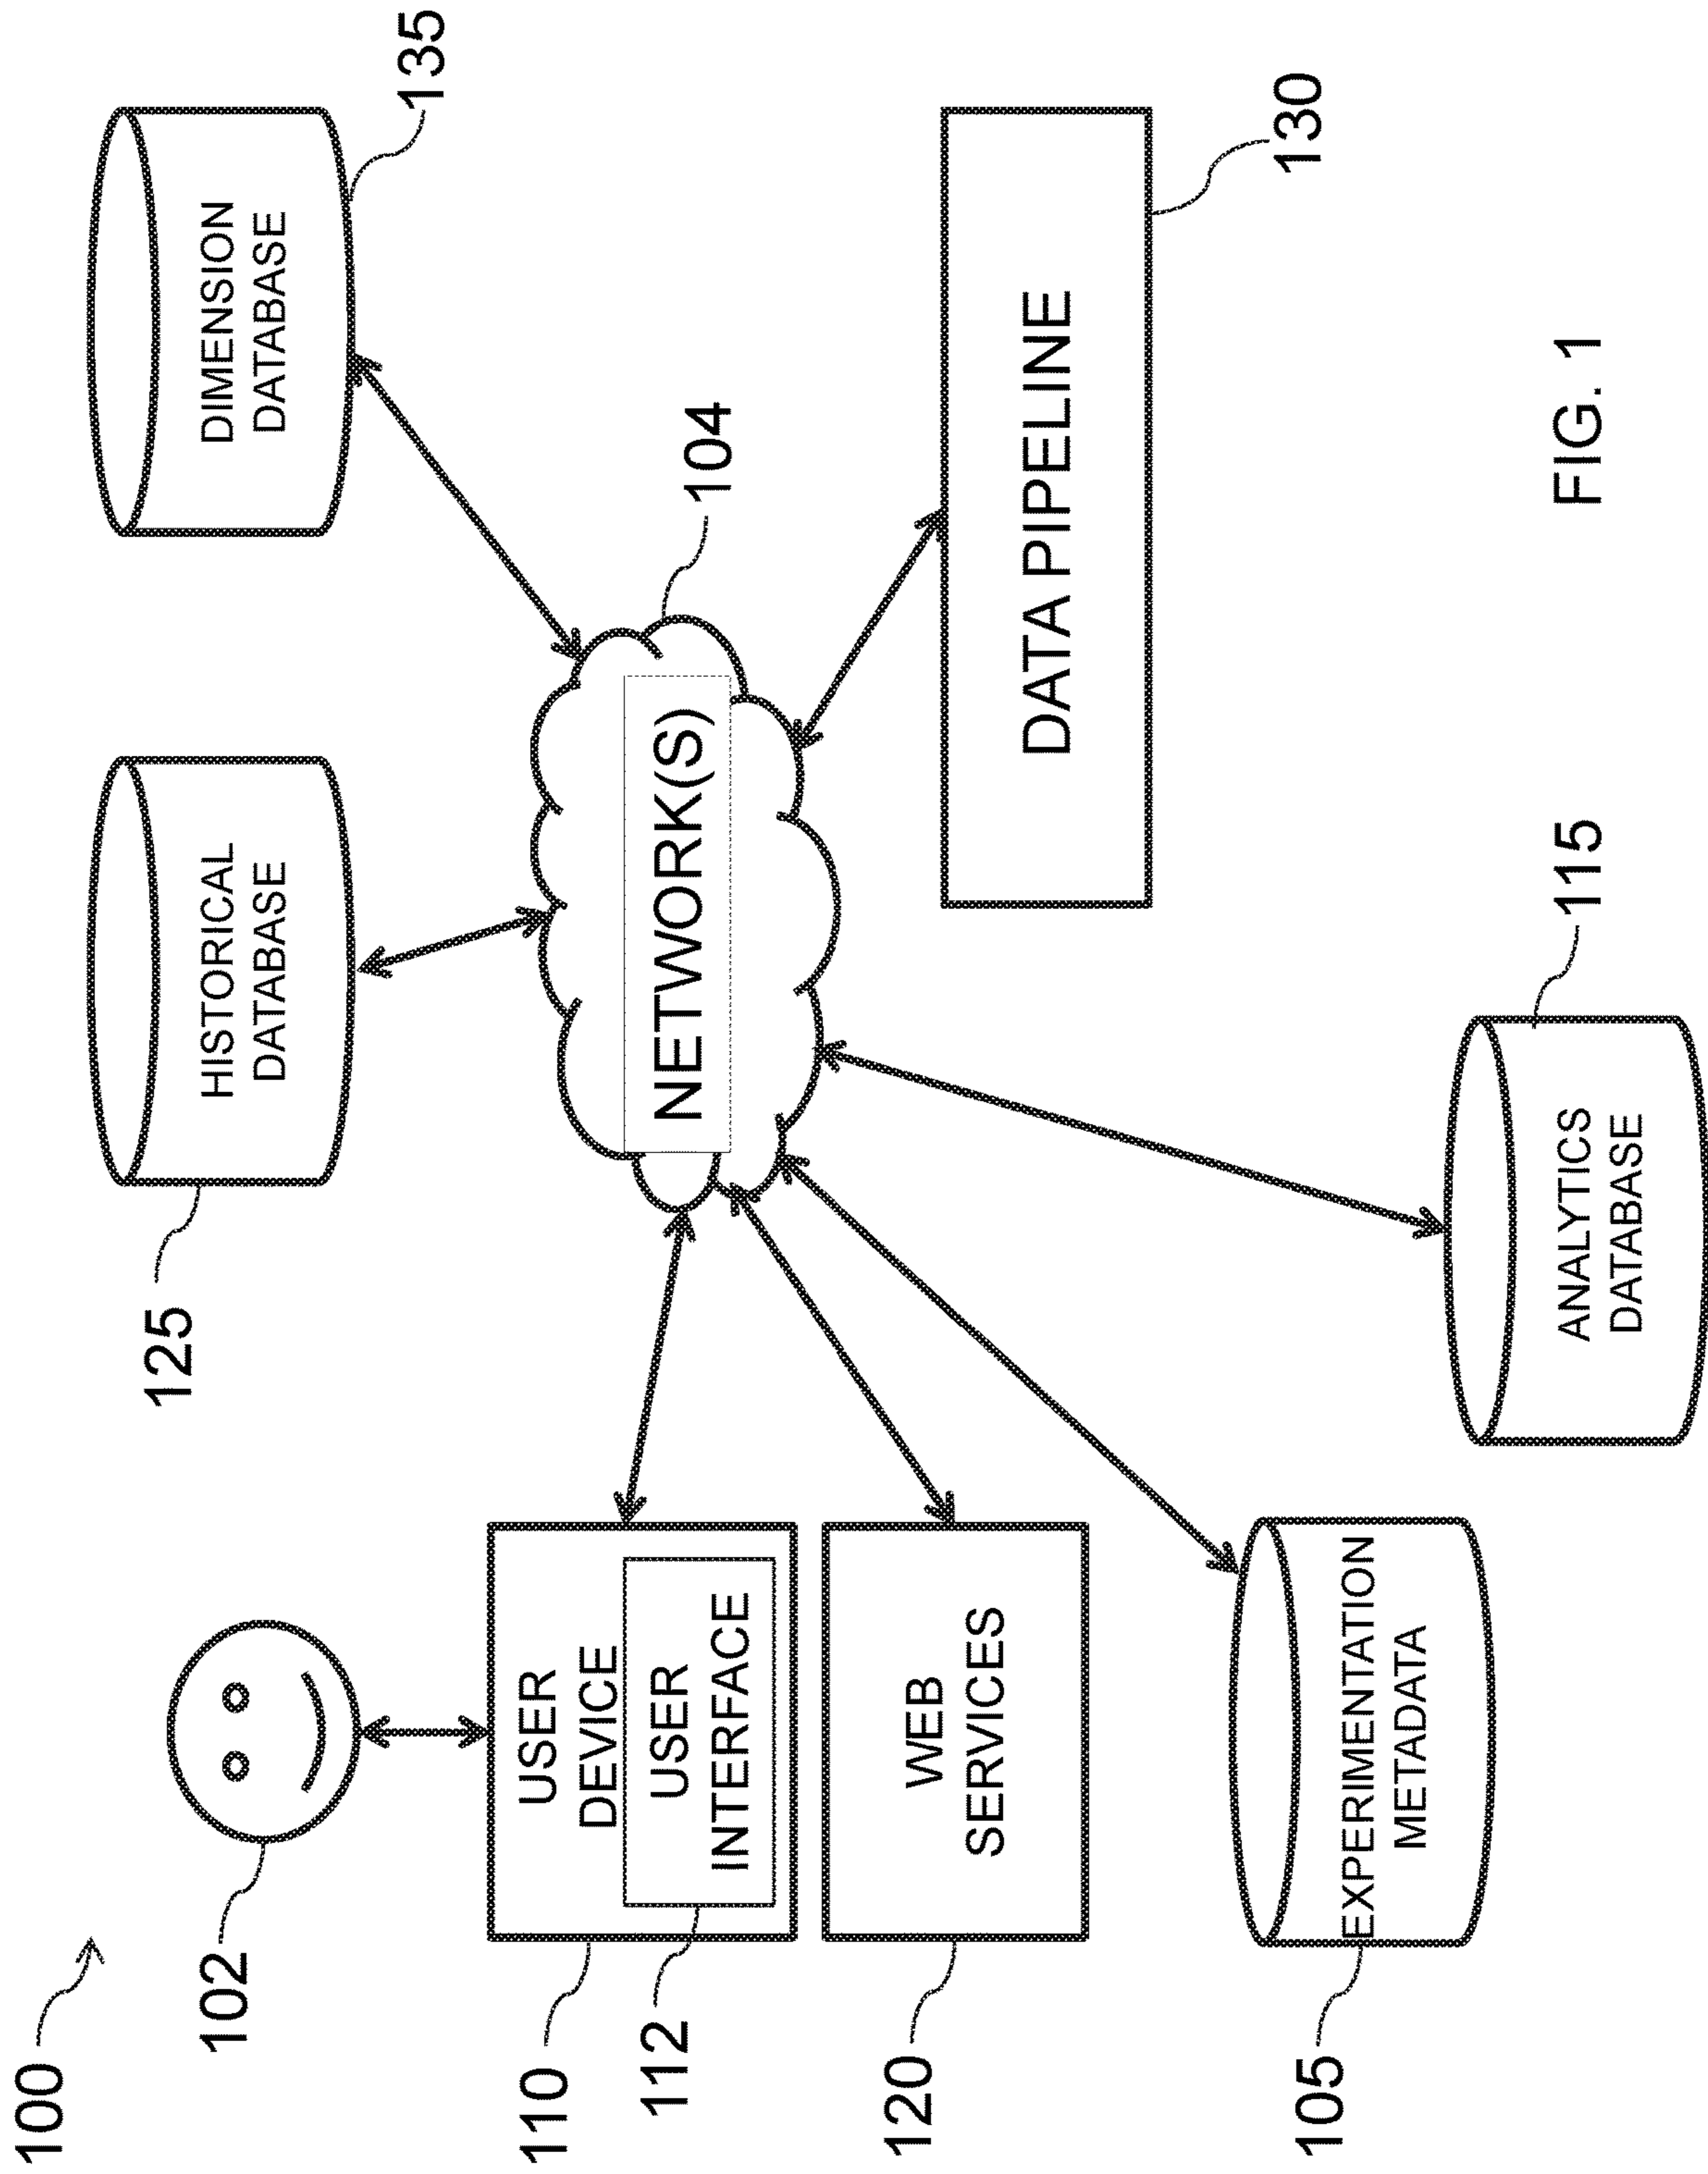 100
102
125
135
HISTORICAL
DATABASE
DIMENSION
DATABASE
110
USER
DEVICE
112
USER
INTERFACE
NETWORK(S)
104
120
WEB
SERVICES
DATA PIPELINE
130
105
EXPERIMENTATION
METADATA
ANALYTICS
DATABASE
115
FIG. 1